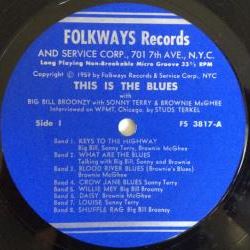 FOLKWAYS Records
AND SERVICE CORP., 701 7th AVE., N.Y.C.
Long Playing Non-Breakable Micro Groove 33⅓ RPM
Copyright © 1959 by Folkways Records & Service Corp., NYC
THIS IS THE BLUES
with
BIG BILL BROONZY with SONNY TERRY & BROWNIE McGHEE
Interviewed on WFMT, Chicago, by STUDS TERKEL
Side I FS 3817-A
Band 1. KEYS TO THE HIGHWAY
Big Bill, Sonny Terry, Brownie McGhee
Band 2. WHAT ARE THE BLUES
Talking with Big Bill, Sonny and Brownie
Band 3. BLOOD RIVER BLUES (Brownie's Blues)
Brownie McGhee
Band 4. CROW JANE BLUES Sonny Terry
Band 5. WILLIE MEY Big Bill Broonzy
Band 6. DAISY Brownie McGhee
Band 7. LOUISE Sonny Terry
Band 8. SHUFFLE RAG Big Bill Broonzy